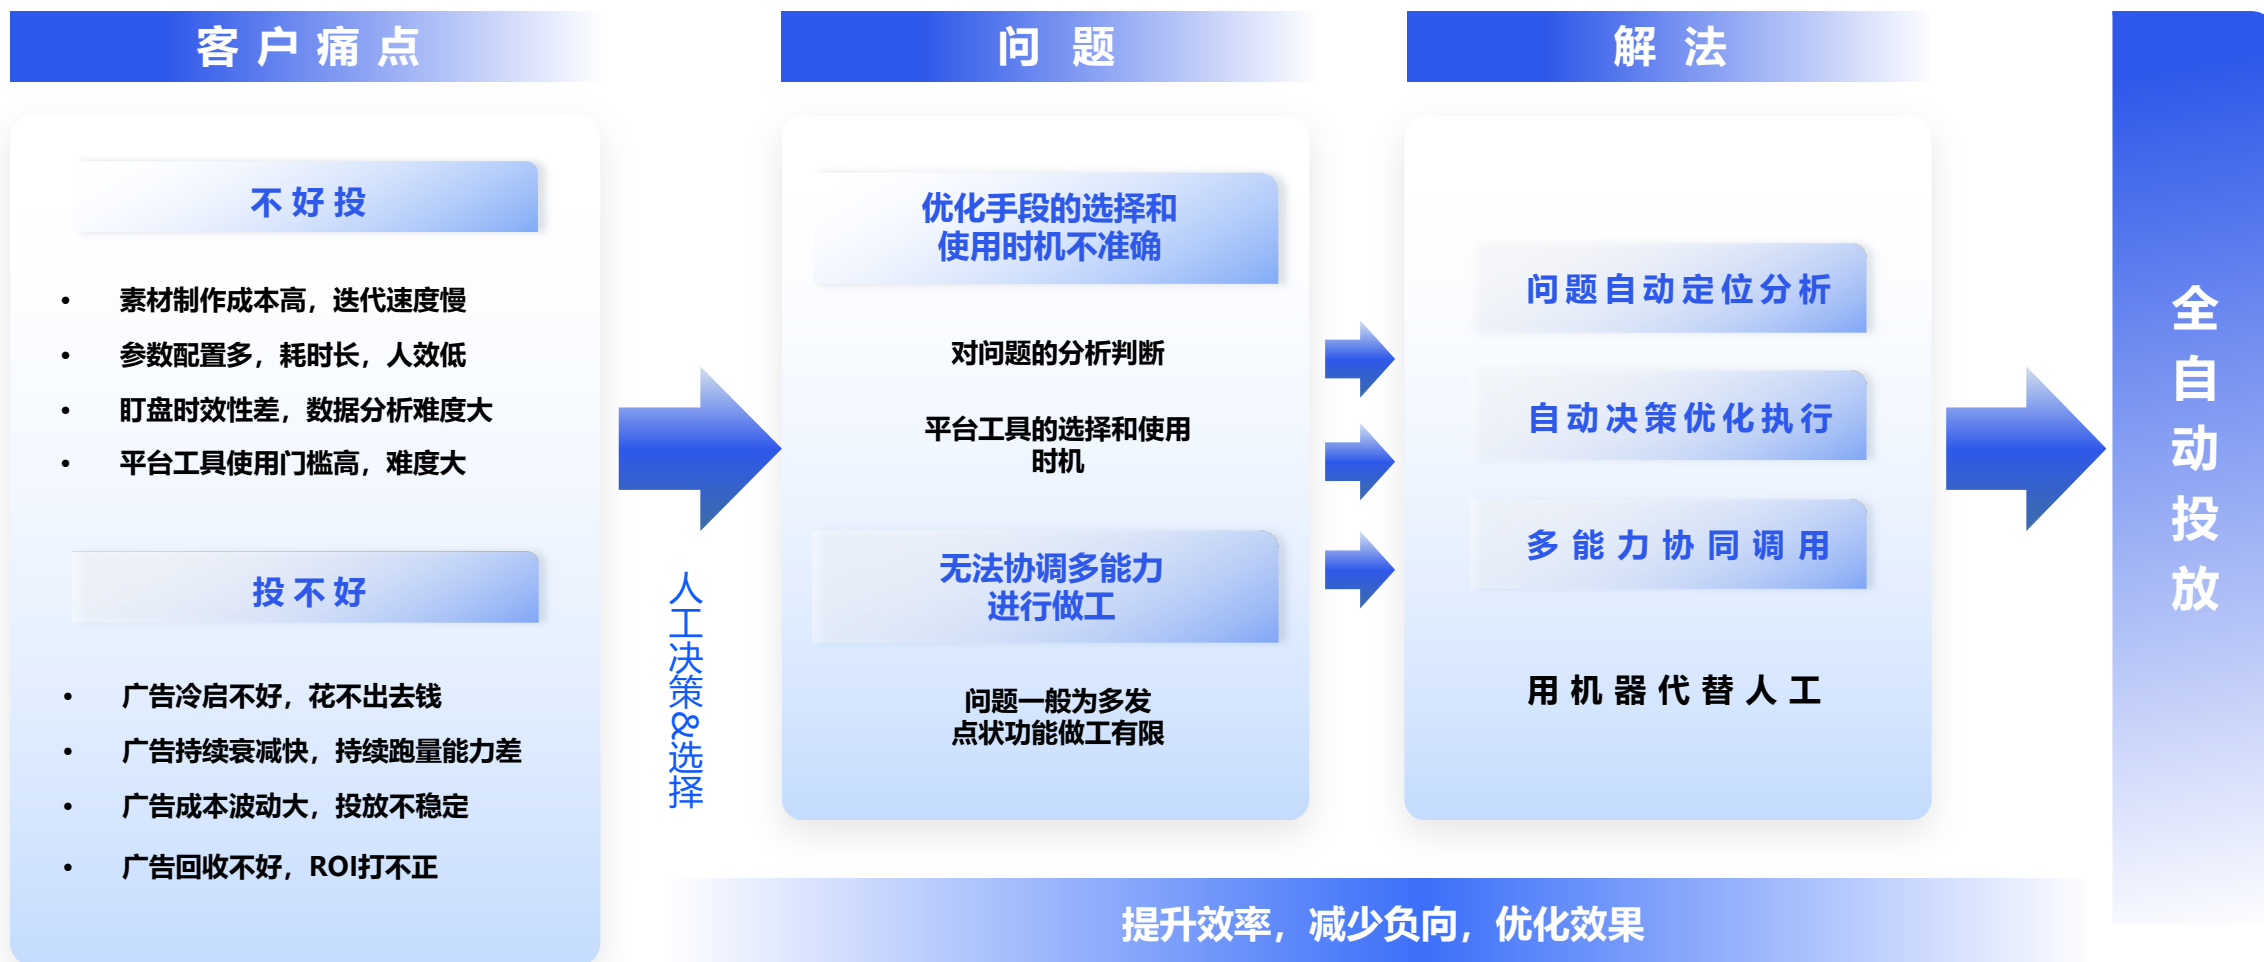 客户痛点
不好投
• 素材制作成本高，迭代速度慢
• 参数配置多，耗时长，人效低
• 盯盘时效性差，数据分析难度大
• 平台工具使用门槛高，难度大
投不好
• 广告冷启不好，花不出去钱
• 广告持续衰减快，持续跑量能力差
• 广告成本波动大，投放不稳定
• 广告回收不好，ROI打不正
人工决策&选择
问题
优化手段的选择和
使用时机不准确
对问题的分析判断
平台工具的选择和使用
时机
无法协调多能力
进行做工
问题一般为多发
点状功能做工有限
解法
问题自动定位分析
自动决策优化执行
多能力协同调用
用机器代替人工
全自动投放
提升效率，减少负向，优化效果